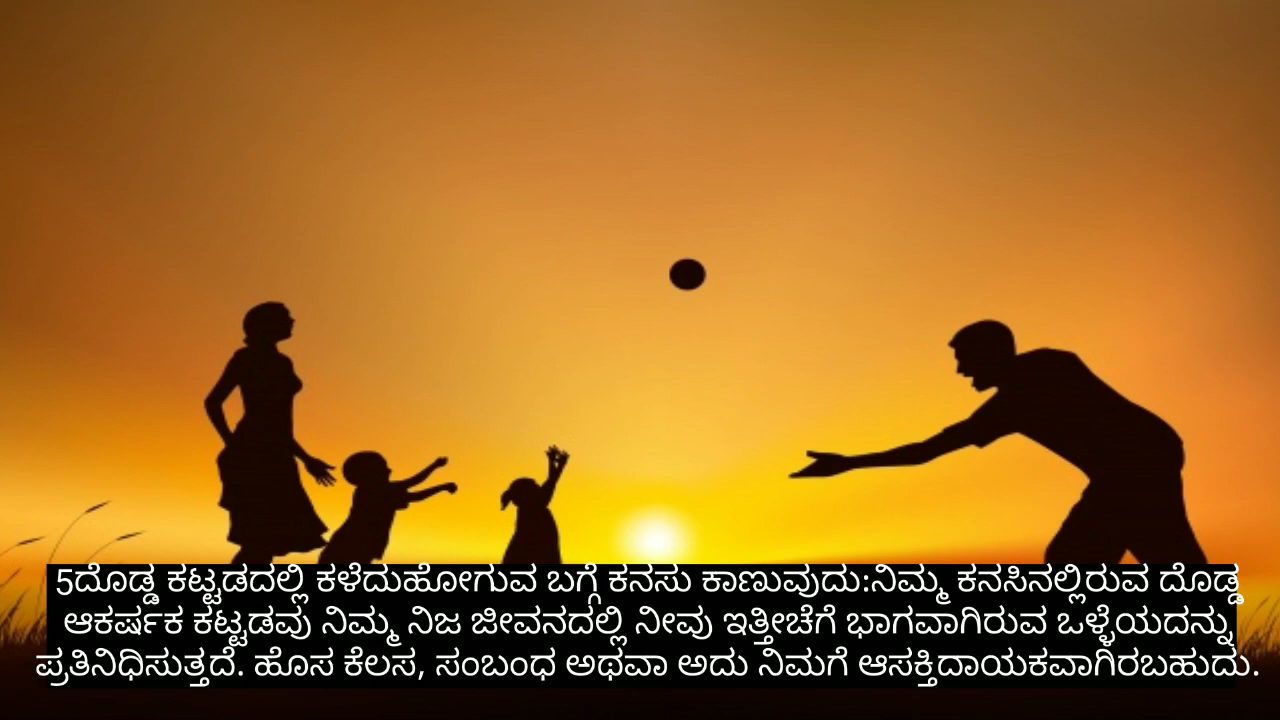 5ದೊಡ್ಡ ಕಟ್ಟಡದಲ್ಲಿ ಕಳೆದುಹೋಗುವ ಬಗ್ಗೆ ಕನಸು ಕಾಣುವುದು:ನಿಮ್ಮ ಕನಸಿನಲ್ಲಿರುವ ದೊಡ್ಡ
ಆಕರ್ಷಕ ಕಟ್ಟಡವು ನಿಮ್ಮ ನಿಜ ಜೀವನದಲ್ಲಿ ನೀವು ಇತ್ತೀಚೆಗೆ ಭಾಗವಾಗಿರುವ ಒಳ್ಳೆಯದನ್ನು
ಪ್ರತಿನಿಧಿಸುತ್ತದೆ. ಹೊಸ ಕೆಲಸ, ಸಂಬಂಧ ಅಥವಾ ಅದು ನಿಮಗೆ ಆಸಕ್ತಿದಾಯಕವಾಗಿರಬಹುದು.